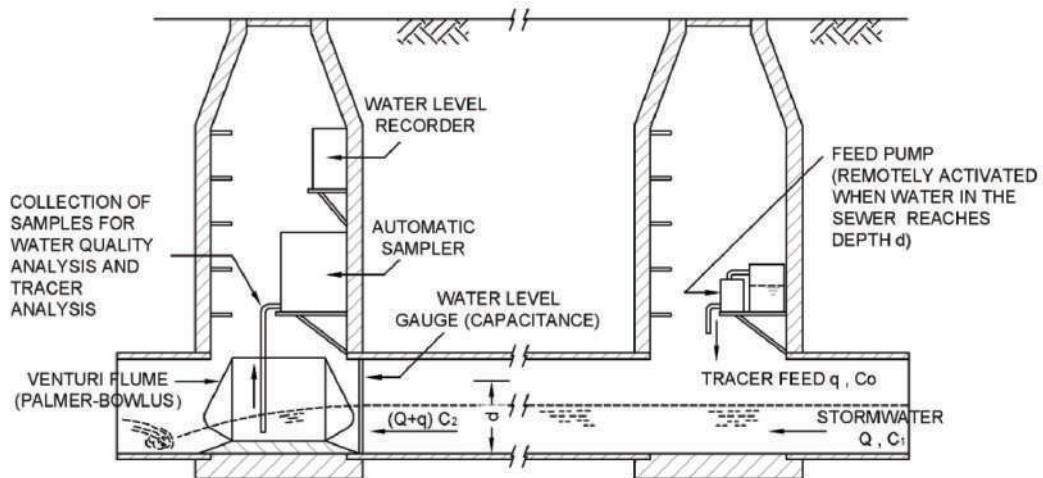 WATER LEVEL
RECORDER
COLLECTION OF
SAMPLES FOR
WATER QUALITY
ANALYSIS AND
TRACER
ANALYSIS
AUTOMATIC
SAMPLER
WATER LEVEL
GAUGE (CAPACITANCE)
VENTURI FLUME
(PALMER-BOWLUS)
(Q+q) C₂
d
FEED PUMP
(REMOTELY ACTIVATED
WHEN WATER IN THE
SEWER REACHES
DEPTH d)
TRACER FEED q , Co
STORMWATER
Q , C₁